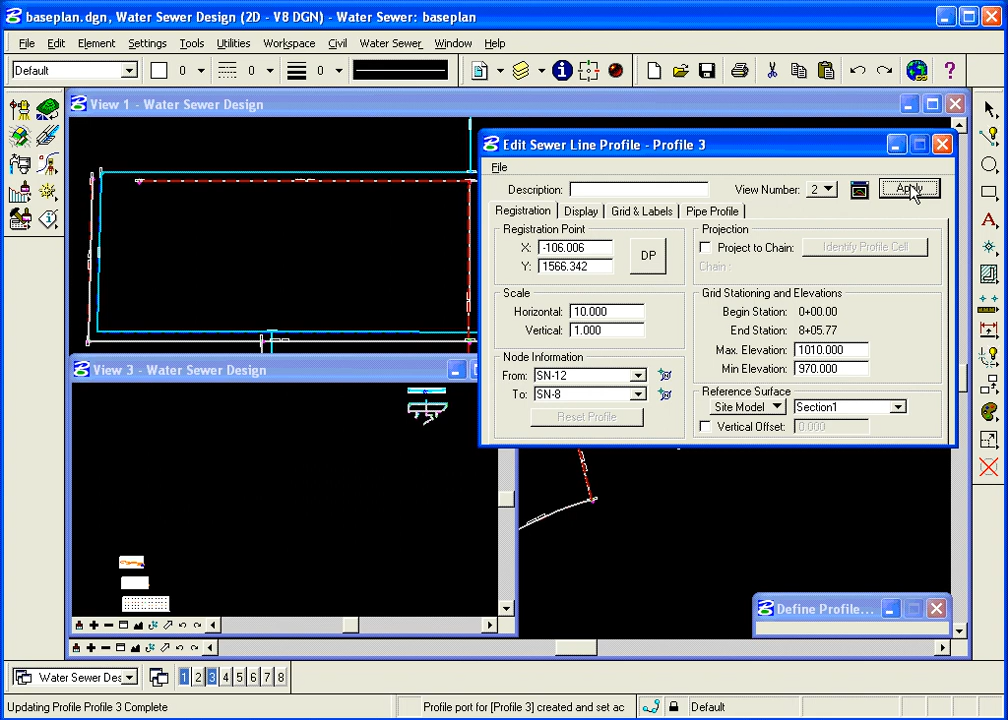 baseplan.dgn, Water Sewer Design (2D - V8 DGN) - Water Sewer: baseplan
File Edit Element Settings Tools Utilities Workspace Civil Water Sewer Window Help
Default 0 0 0
View 1 - Water Sewer Design
Edit Sewer Line Profile - Profile 3
File
Description: View Number: 2 Apply
Registration Display Grid & Labels Pipe Profile
Registration Point
X: -106.006
Y: 1566.342
DP
Projection
Project to Chain: Identify Profile Cell
Chain :
Scale
Horizontal: 10.000
Vertical: 1.000
Grid Stationing and Elevations
Begin Station: 0+00.00
End Station: 8+05.77
Max. Elevation: 1010.000
Min Elevation: 970.000
Node Information
From: SN-12
To: SN-8
Reset Profile
Reference Surface
Site Model Section1
Vertical Offset: 0.000
View 3 - Water Sewer Design
Define Profile...
Water Sewer Des 1 2 3 4 5 6 7 8
Updating Profile Profile 3 Complete Profile port for [Profile 3] created and set ac Default